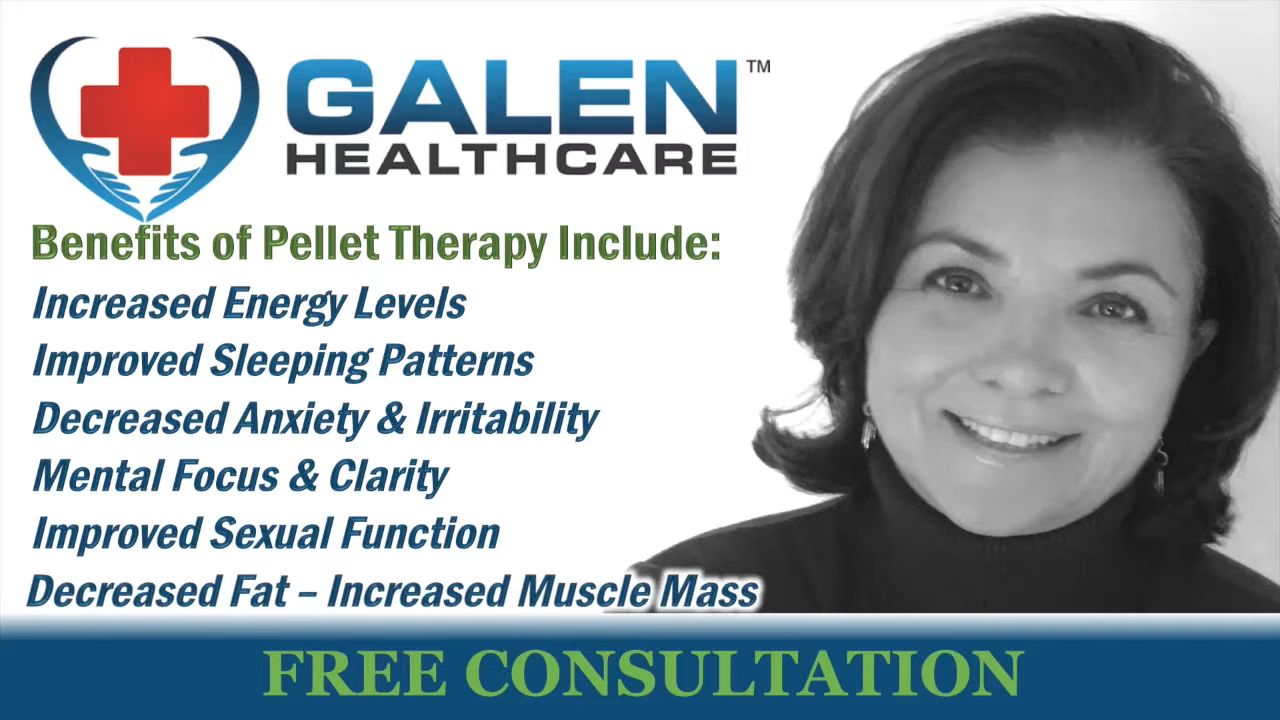 GALEN™
HEALTHCARE
Benefits of Pellet Therapy Include:
Increased Energy Levels
Improved Sleeping Patterns
Decreased Anxiety & Irritability
Mental Focus & Clarity
Improved Sexual Function
Decreased Fat – Increased Muscle Mass
FREE CONSULTATION